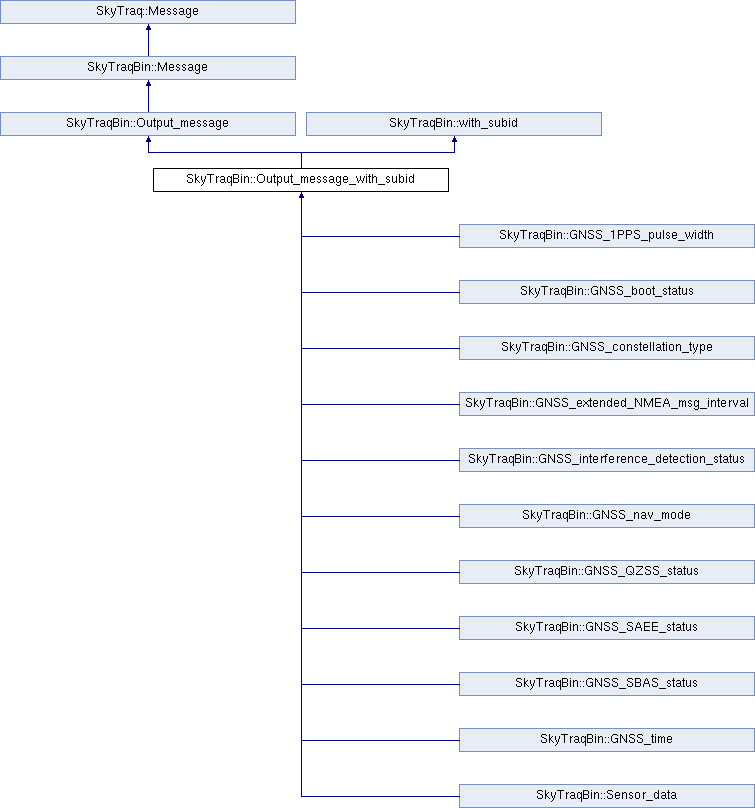 SkyTraq::Message
SkyTraqBin::Message
SkyTraqBin::Output_message
SkyTraqBin::with_subid
SkyTraqBin::Output_message_with_subid
SkyTraqBin::GNSS_1PPS_pulse_width
SkyTraqBin::GNSS_boot_status
SkyTraqBin::GNSS_constellation_type
SkyTraqBin::GNSS_extended_NMEA_msg_interval
SkyTraqBin::GNSS_interference_detection_status
SkyTraqBin::GNSS_nav_mode
SkyTraqBin::GNSS_QZSS_status
SkyTraqBin::GNSS_SAEE_status
SkyTraqBin::GNSS_SBAS_status
SkyTraqBin::GNSS_time
SkyTraqBin::Sensor_data